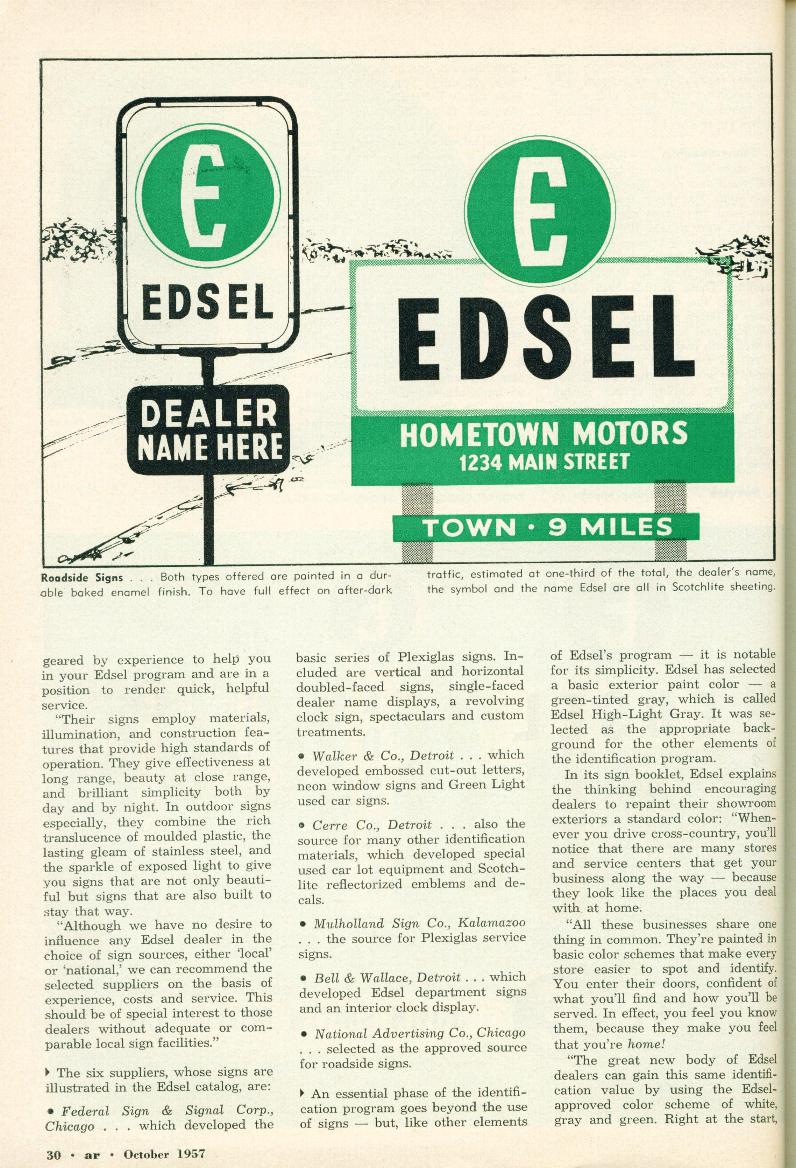 E
EDSEL
DEALER
NAME HERE
E
EDSEL
HOMETOWN MOTORS
1234 MAIN STREET
TOWN · 9 MILES
Roadside Signs . . . Both types offered are painted in a dur-
able baked enamel finish. To have full effect on after-dark
traffic, estimated at one-third of the total, the dealer's name,
the symbol and the name Edsel are all in Scotchlite sheeting.
geared by experience to help you
in your Edsel program and are in a
position to render quick, helpful
service.
"Their signs employ materials,
illumination, and construction fea-
tures that provide high standards of
operation. They give effectiveness at
long range, beauty at close range,
and brilliant simplicity both by
day and by night. In outdoor signs
especially, they combine the rich
translucence of moulded plastic, the
lasting gleam of stainless steel, and
the sparkle of exposed light to give
you signs that are not only beauti-
ful but signs that are also built to
stay that way.
"Although we have no desire to
influence any Edsel dealer in the
choice of sign sources, either 'local'
or 'national,' we can recommend the
selected suppliers on the basis of
experience, costs and service. This
should be of special interest to those
dealers without adequate or com-
parable local sign facilities."
▸ The six suppliers, whose signs are
illustrated in the Edsel catalog, are:
• Federal Sign & Signal Corp.,
Chicago . . . which developed the
basic series of Plexiglas signs. In-
cluded are vertical and horizontal
doubled-faced signs, single-faced
dealer name displays, a revolving
clock sign, spectaculars and custom
treatments.
• Walker & Co., Detroit . . . which
developed embossed cut-out letters,
neon window signs and Green Light
used car signs.
• Cerre Co., Detroit . . . also the
source for many other identification
materials, which developed special
used car lot equipment and Scotch-
lite reflectorized emblems and de-
cals.
• Mulholland Sign Co., Kalamazoo
. . . the source for Plexiglas service
signs.
• Bell & Wallace, Detroit . . . which
developed Edsel department signs
and an interior clock display.
• National Advertising Co., Chicago
. . . selected as the approved source
for roadside signs.
▸ An essential phase of the identifi-
cation program goes beyond the use
of signs — but, like other elements
of Edsel's program — it is notable
for its simplicity. Edsel has selected
a basic exterior paint color — a
green-tinted gray, which is called
Edsel High-Light Gray. It was se-
lected as the appropriate back-
ground for the other elements of
the identification program.
In its sign booklet, Edsel explains
the thinking behind encouraging
dealers to repaint their showroom
exteriors a standard color: "When-
ever you drive cross-country, you'll
notice that there are many stores
and service centers that get your
business along the way — because
they look like the places you deal
with at home.
"All these businesses share one
thing in common. They're painted in
basic color schemes that make every
store easier to spot and identify.
You enter their doors, confident of
what you'll find and how you'll be
served. In effect, you feel you know
them, because they make you feel
that you're home!
"The great new body of Edsel
dealers can gain this same identifi-
cation value by using the Edsel-
approved color scheme of white,
gray and green. Right at the start,
30 • ar • October 1957